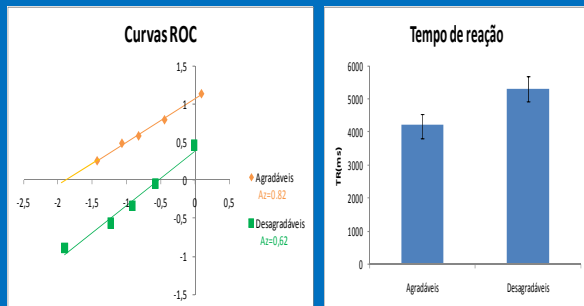 Curvas ROC
1,5
1
0,5
-2,5 -2 -1,5 -1 -0,5 0 0,5
-0,5
-1
-1,5
Agradáveis
Az=0.82
Desagradáveis
Az=0,62
Tempo de reação
TR(ms)
6000
5000
4000
3000
2000
1000
0
Agradáveis Desagradáveis